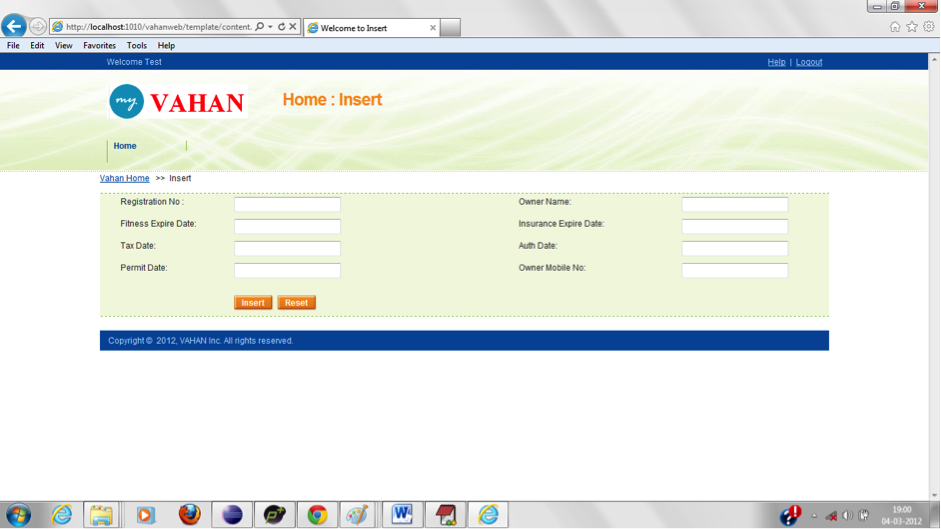 http://localhost:1010/vahanweb/template/content.
Welcome to Insert
File Edit View Favorites Tools Help
Welcome Test
Help | Logout
my VAHAN
Home : Insert
Home
Vahan Home >> Insert
Registration No :
Owner Name:
Fitness Expire Date:
Insurance Expire Date:
Tax Date:
Auth Date:
Permit Date:
Owner Mobile No:
Insert Reset
Copyright © 2012, VAHAN Inc. All rights reserved.
19:00
04-03-2012